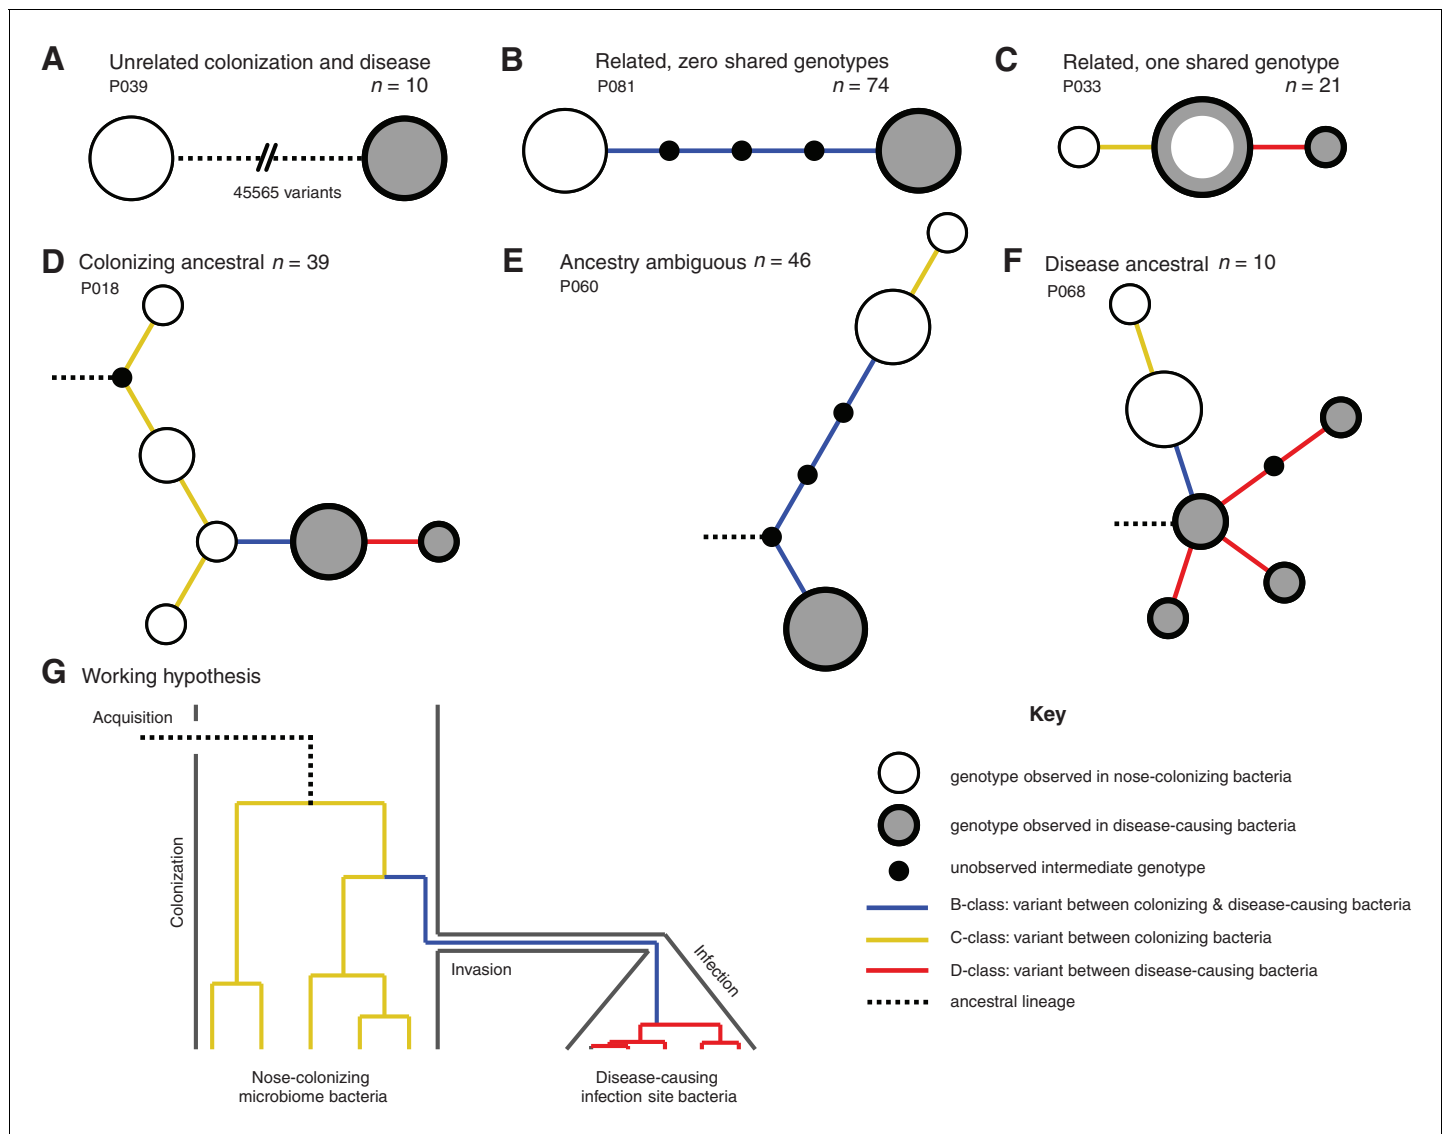 A Unrelated colonization and disease
P039 n = 10
45565 variants
B Related, zero shared genotypes
P081 n = 74
C Related, one shared genotype
P033 n = 21
D Colonizing ancestral n = 39
P018
E Ancestry ambiguous n = 46
P060
F Disease ancestral n = 10
P068
G Working hypothesis
Acquisition
Colonization
Invasion
Infection
Nose-colonizing
microbiome bacteria
Disease-causing
infection site bacteria
Key
genotype observed in nose-colonizing bacteria
genotype observed in disease-causing bacteria
unobserved intermediate genotype
B-class: variant between colonizing & disease-causing bacteria
C-class: variant between colonizing bacteria
D-class: variant between disease-causing bacteria
ancestral lineage